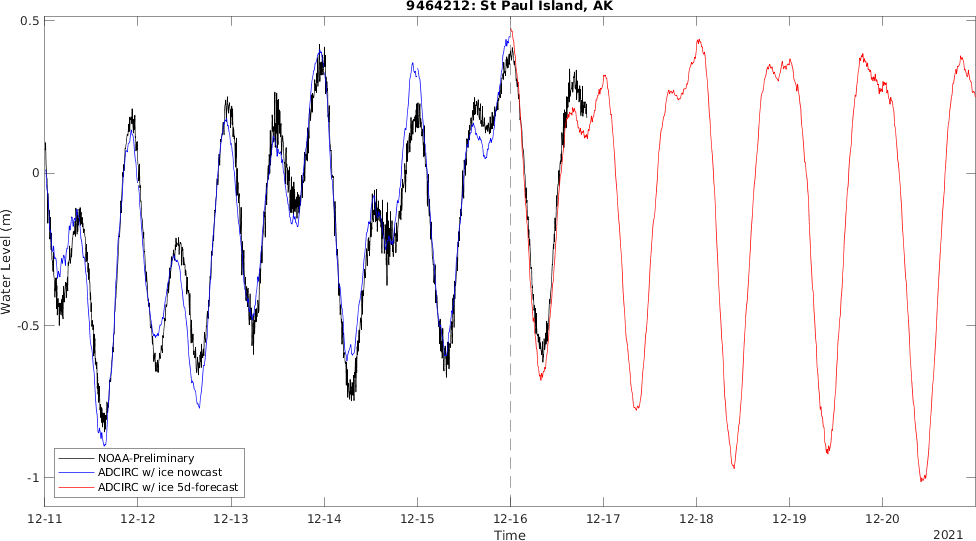 9464212: St Paul Island, AK
0.5
0
-0.5
-1
Water Level (m)
NOAA-Preliminary
ADCIRC w/ ice nowcast
ADCIRC w/ ice 5d-forecast
12-11 12-12 12-13 12-14 12-15 12-16 12-17 12-18 12-19 12-20
Time
2021